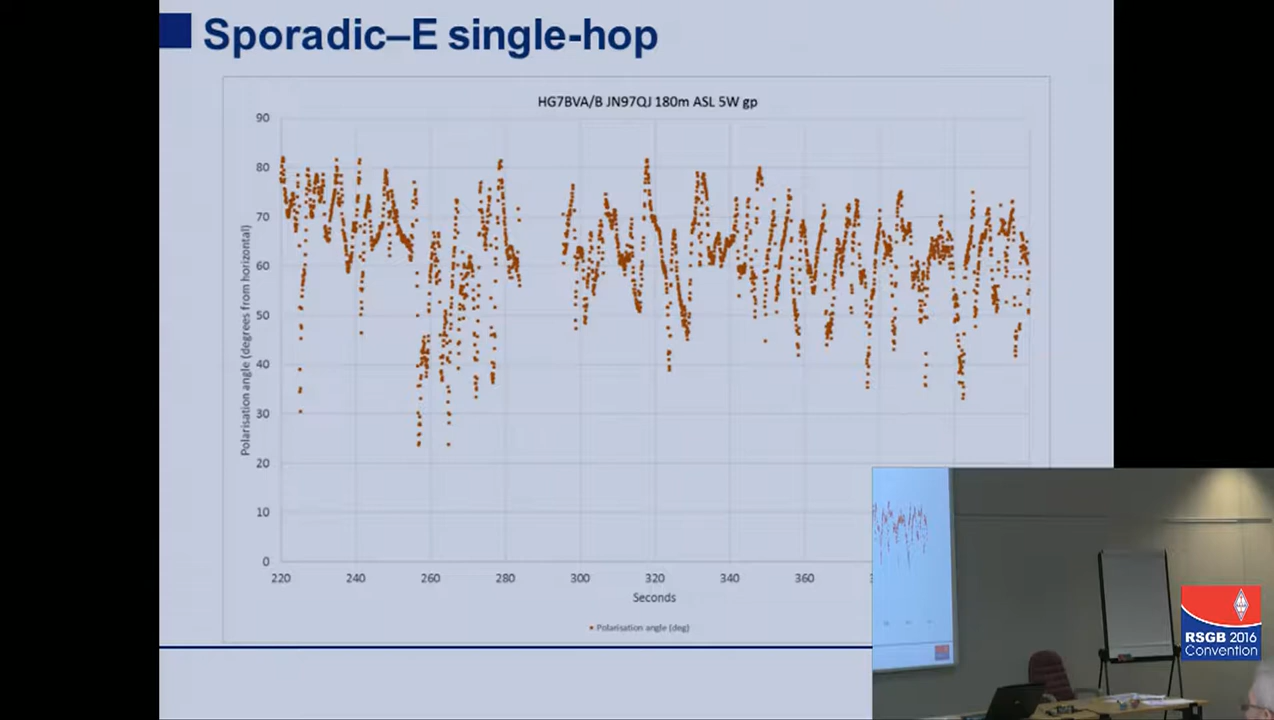 Sporadic–E single-hop
HG7BVA/B JN97QJ 180m ASL 5W gp
90
80
70
60
50
40
30
20
10
0
Polarisation angle (degrees from horizontal)
220 240 260 280 300 320 340 360
Seconds
Polarisation angle (deg)
RSGB 2016
Convention